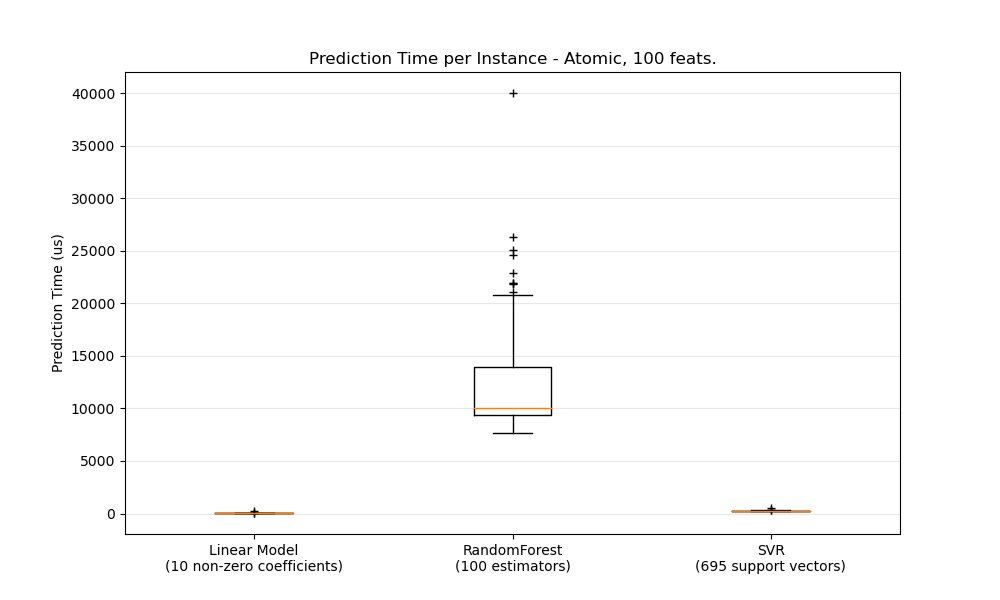 Prediction Time per Instance - Atomic, 100 feats.
Prediction Time (us)
40000
35000
30000
25000
20000
15000
10000
5000
0
Linear Model
(10 non-zero coefficients)
RandomForest
(100 estimators)
SVR
(695 support vectors)